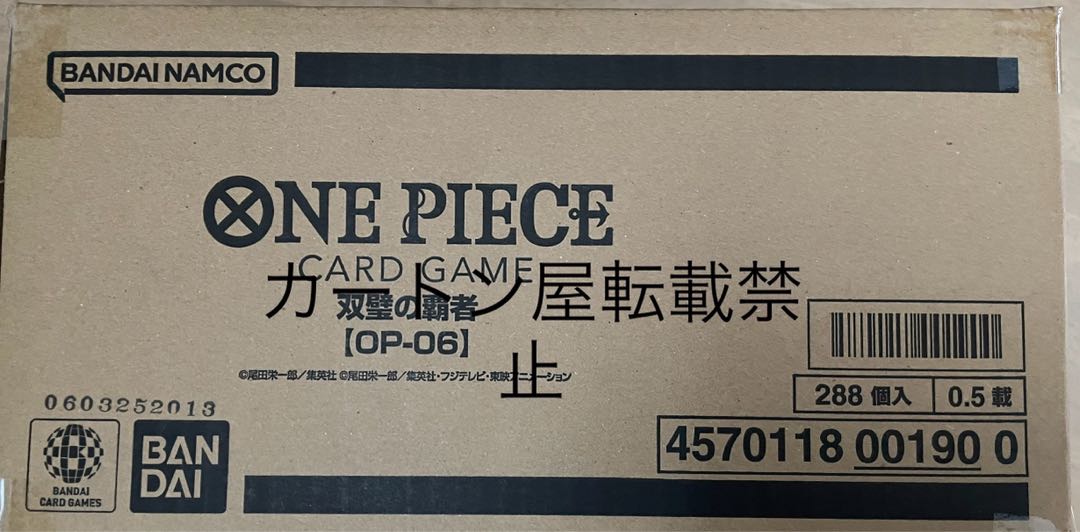 BANDAI NAMCO
ONE PIECE
CARD GAME
カートン屋転載禁
止
双璧の覇者
【OP-06】
©尾田栄一郎/集英社 ©尾田栄一郎/集英社・フジテレビ・東映アニメーション
0603252013
288 個入
0.5 載
4570118 00190 0
BANDAI
CARD GAMES
BAN
DAI